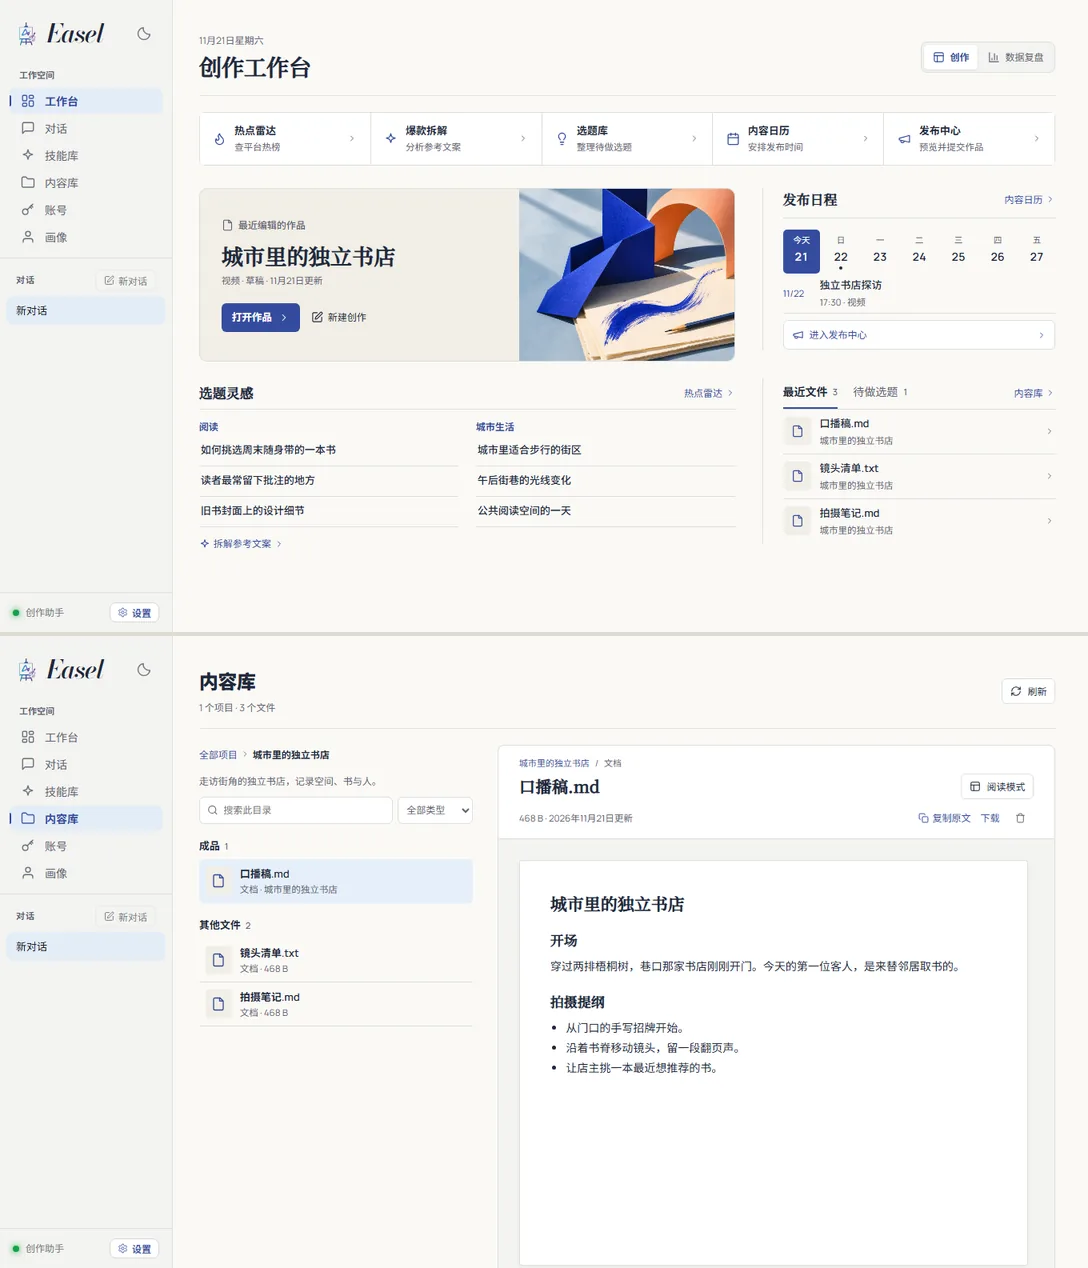 Easel
工作空间
工作台
对话
技能库
内容库
账号
画像
对话
新对话
新对话
创作助手
设置
11月21日星期六
创作工作台
创作
数据复盘
热点雷达
查平台热榜
爆款拆解
分析参考文案
选题库
整理待做选题
内容日历
安排发布时间
发布中心
预览并提交作品
最近编辑的作品
城市里的独立书店
视频 · 草稿 · 11月21日更新
打开作品
新建创作
发布日程
内容日历
今天 日 一 二 三 四 五
21 22 23 24 25 26 27
11/22
独立书店探访
17:30 · 视频
进入发布中心
选题灵感
热点雷达
阅读
如何挑选周末随身带的一本书
读者最常留下批注的地方
旧书封面上的设计细节
城市生活
城市里适合步行的街区
午后街巷的光线变化
公共阅读空间的一天
拆解参考文案
最近文件 3
待做选题 1
内容库
口播稿.md
城市里的独立书店
镜头清单.txt
城市里的独立书店
拍摄笔记.md
城市里的独立书店
Easel
工作空间
工作台
对话
技能库
内容库
账号
画像
对话
新对话
新对话
创作助手
设置
内容库
1 个项目 · 3 个文件
刷新
全部项目 > 城市里的独立书店
走访街角的独立书店，记录空间、书与人。
搜索此目录
全部类型
成品 1
口播稿.md
文档 · 城市里的独立书店
其他文件 2
镜头清单.txt
文档 · 468 B
拍摄笔记.md
文档 · 468 B
城市里的独立书店 / 文档
口播稿.md
阅读模式
468 B · 2026年11月21日更新
复制原文
下载
城市里的独立书店
开场
穿过两排梧桐树，巷口那家书店刚刚开门。今天的第一位客人，是来替邻居取书的。
拍摄提纲
• 从门口的手写招牌开始。
• 沿着书脊移动镜头，留一段翻页声。
• 让店主挑一本最近想推荐的书。